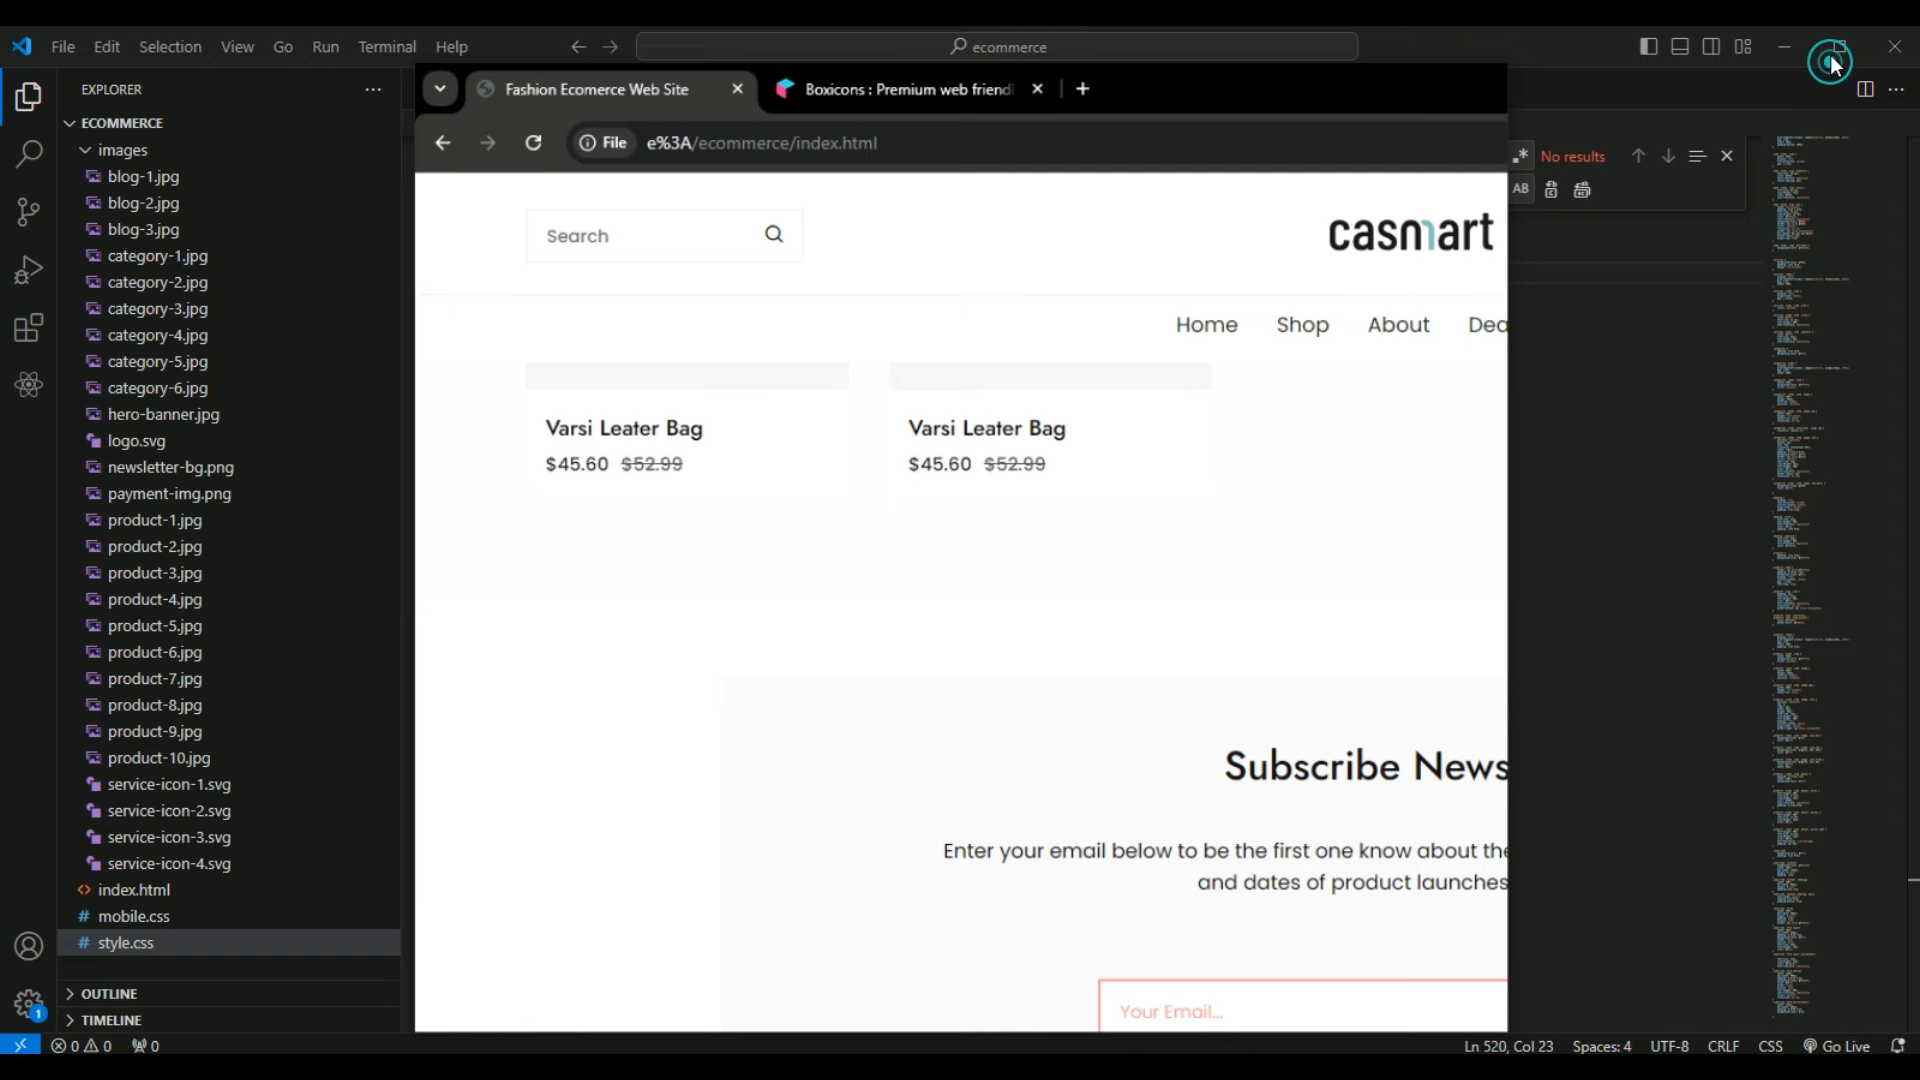 File Edit Selection View Go Run Terminal Help
ecommerce
EXPLORER
ECOMMERCE
images
blog-1.jpg
blog-2.jpg
blog-3.jpg
category-1.jpg
category-2.jpg
category-3.jpg
category-4.jpg
category-5.jpg
category-6.jpg
hero-banner.jpg
logo.svg
newsletter-bg.png
payment-img.png
product-1.jpg
product-2.jpg
product-3.jpg
product-4.jpg
product-5.jpg
product-6.jpg
product-7.jpg
product-8.jpg
product-9.jpg
product-10.jpg
service-icon-1.svg
service-icon-2.svg
service-icon-3.svg
service-icon-4.svg
index.html
# mobile.css
# style.css
OUTLINE
TIMELINE
Fashion Ecomerce Web Site
Boxicons : Premium web friend
File e%3A/ecommerce/index.html
No results
AB
Search
casmart
Home Shop About Dea
Varsi Leater Bag
$45.60 $52.99
Varsi Leater Bag
$45.60 $52.99
Subscribe News
Enter your email below to be the first one know about the
and dates of product launches
Your Email...
1
0 0 0
Ln 520, Col 23 Spaces: 4 UTF-8 CRLF CSS Go Live